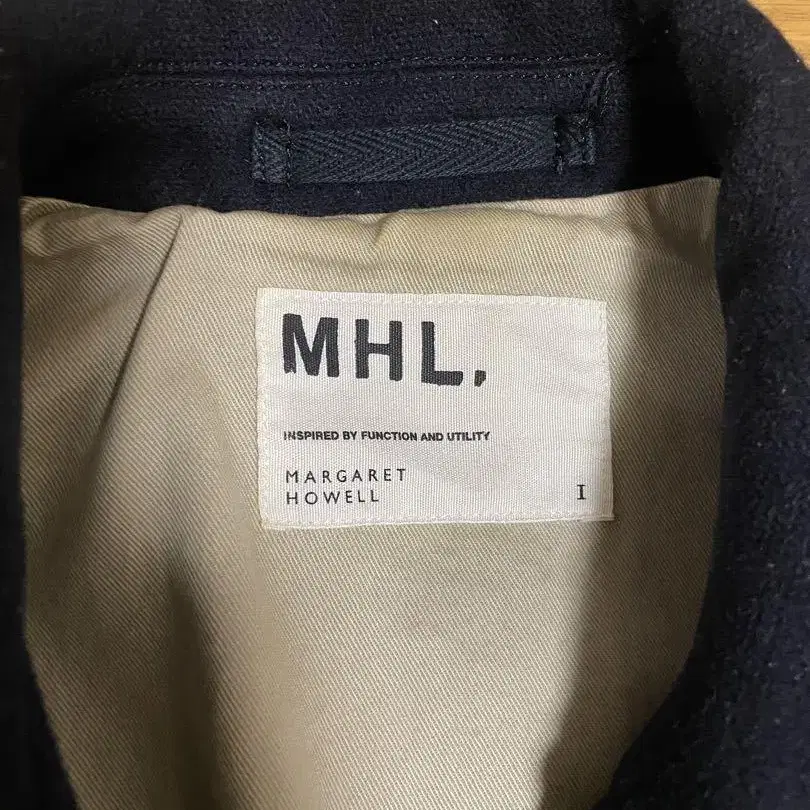 MHL.
INSPIRED BY FUNCTION AND UTILITY
MARGARET
HOWELL
I